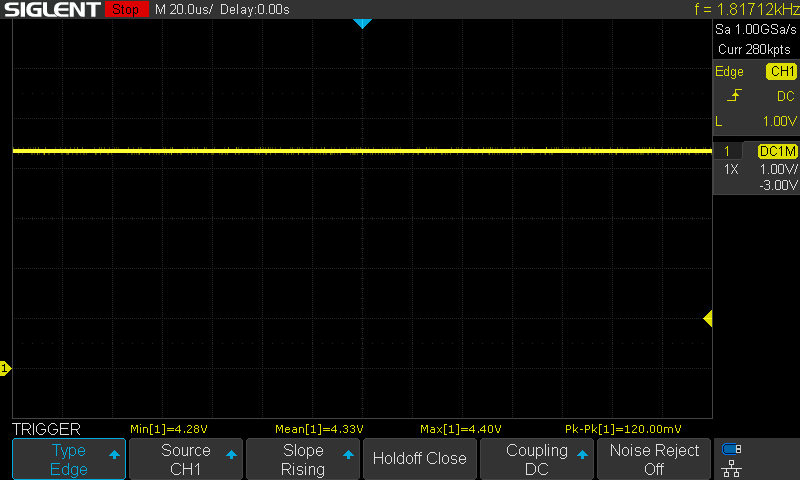 SIGLENT Stop M 20.0us/ Delay:0.00s f = 1.81712kHz
Sa 1.00GSa/s
Curr 280kpts
Edge CH1
DC
L 1.00V
1 DC1M
1X 1.00V/
-3.00V
1
TRIGGER Min[1]=4.28V Mean[1]=4.33V Max[1]=4.40V Pk-Pk[1]=120.00mV
Type Source Slope Holdoff Close Coupling Noise Reject
Edge CH1 Rising DC Off